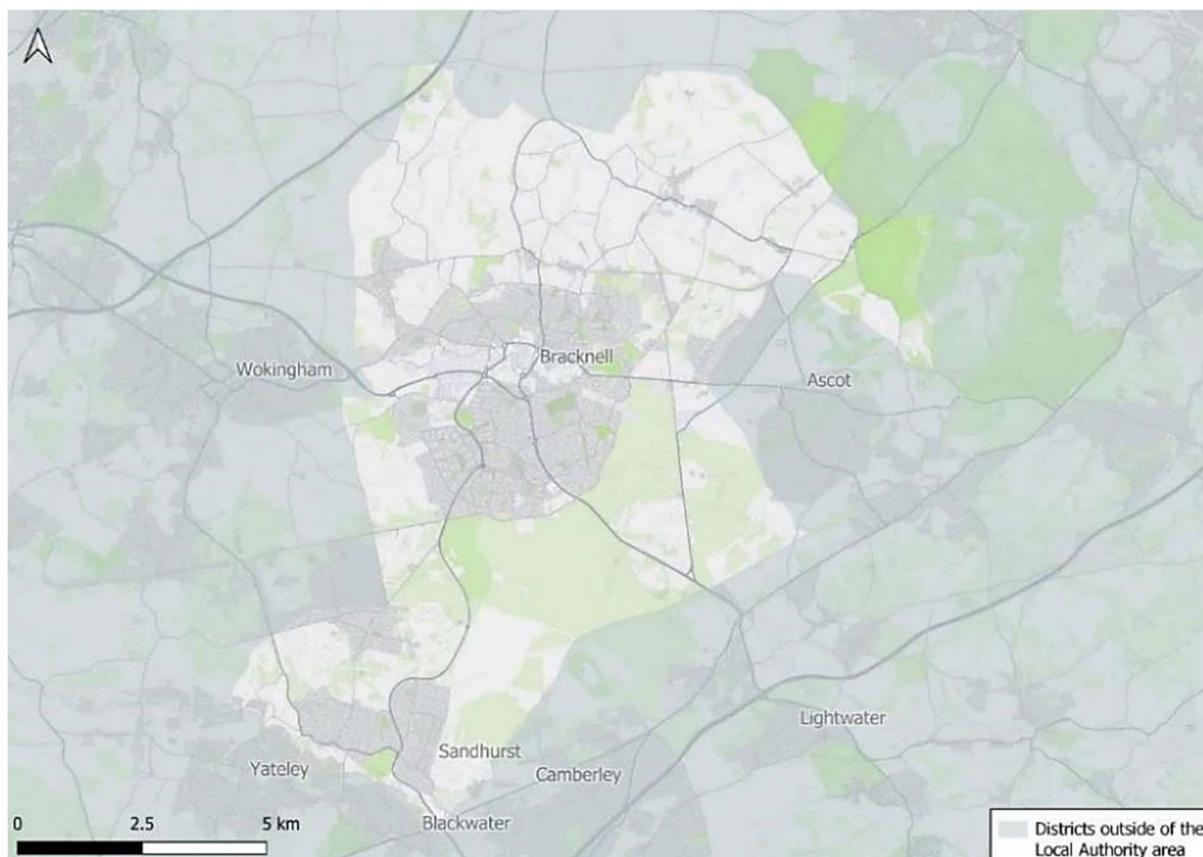 Bracknell
Wokingham
Ascot
Lightwater
Sandhurst
Yateley
Camberley
Blackwater
0 2.5 5 km
Districts outside of the
Local Authority area